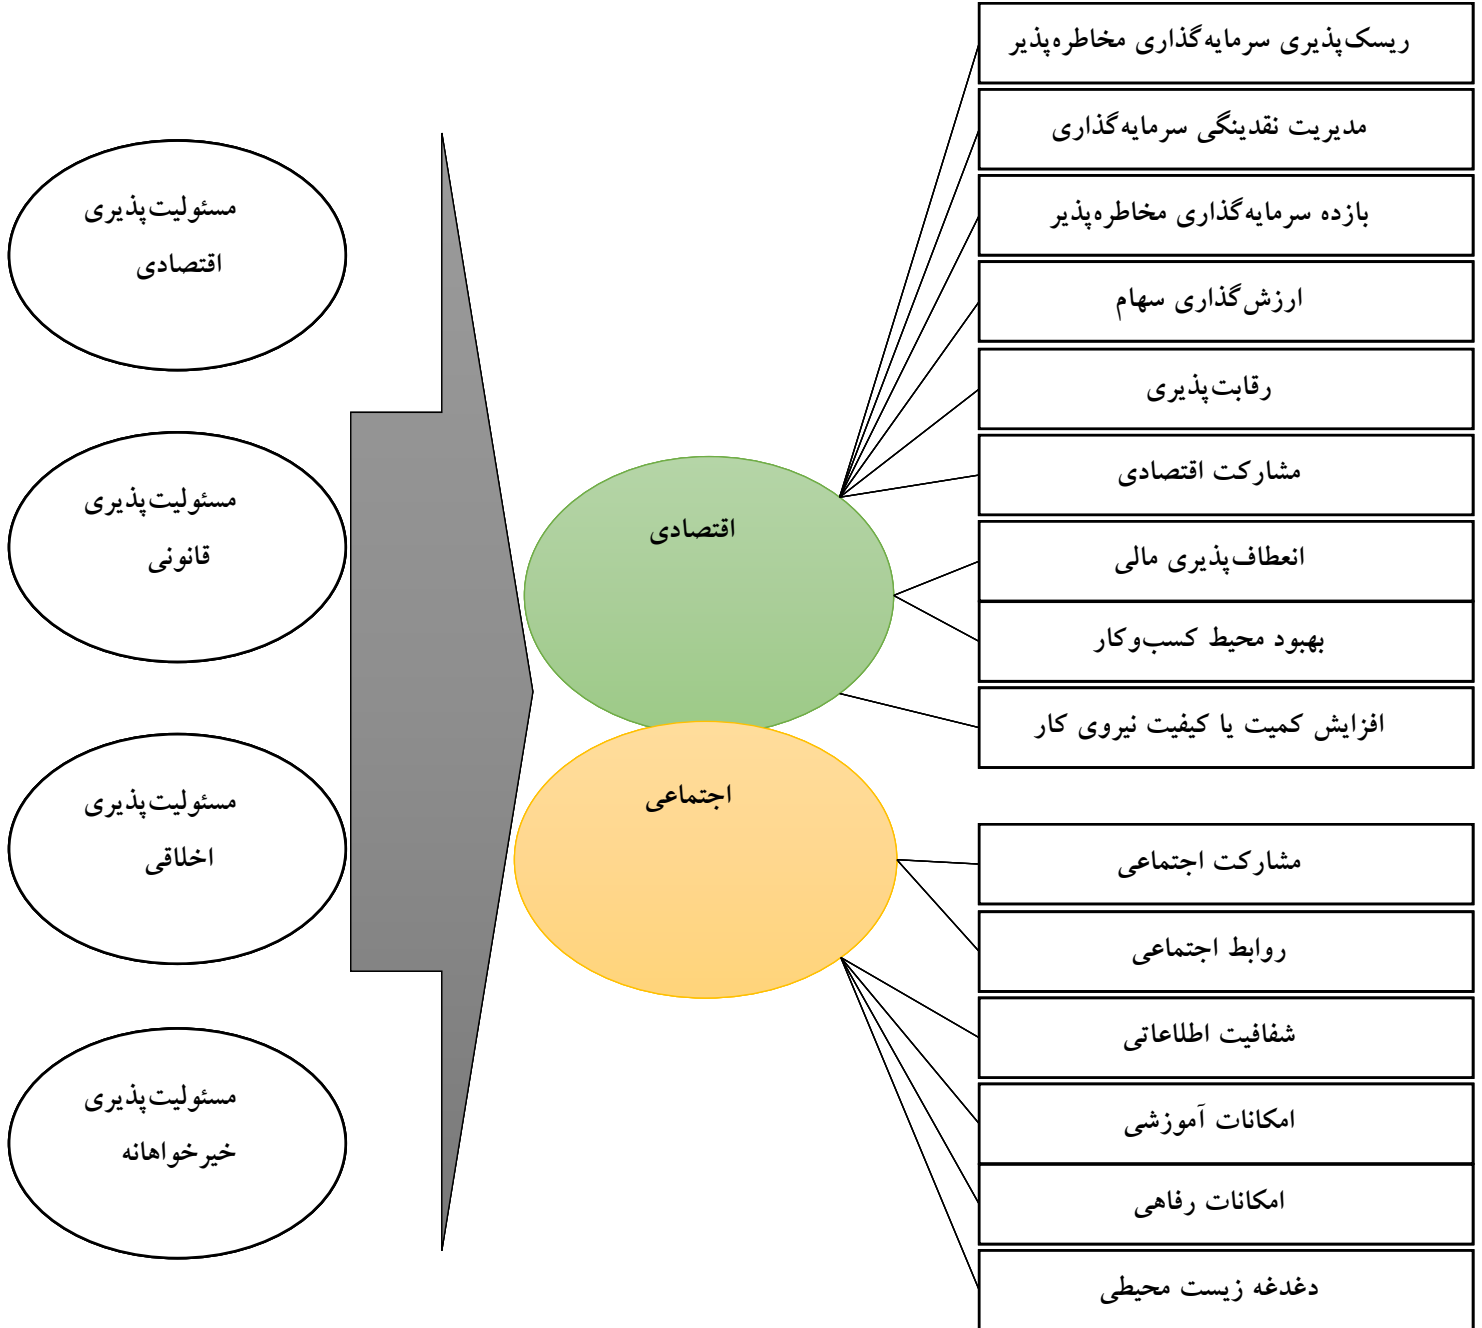 ریسک‌پذیری سرمایه‌گذاری مخاطره‌پذیر
مدیریت نقدینگی سرمایه‌گذاری
بازده سرمایه‌گذاری مخاطره‌پذیر
ارزش‌گذاری سهام
رقابت‌پذیری
مشارکت اقتصادی
انعطاف‌پذیری مالی
بهبود محیط کسب‌وکار
افزایش کمیت یا کیفیت نیروی کار
مشارکت اجتماعی
روابط اجتماعی
شفافیت اطلاعاتی
امکانات آموزشی
امکانات رفاهی
دغدغه زیست محیطی
اقتصادی
اجتماعی
مسئولیت‌پذیری
اقتصادی
مسئولیت‌پذیری
قانونی
مسئولیت‌پذیری
اخلاقی
مسئولیت‌پذیری
خیرخواهانه